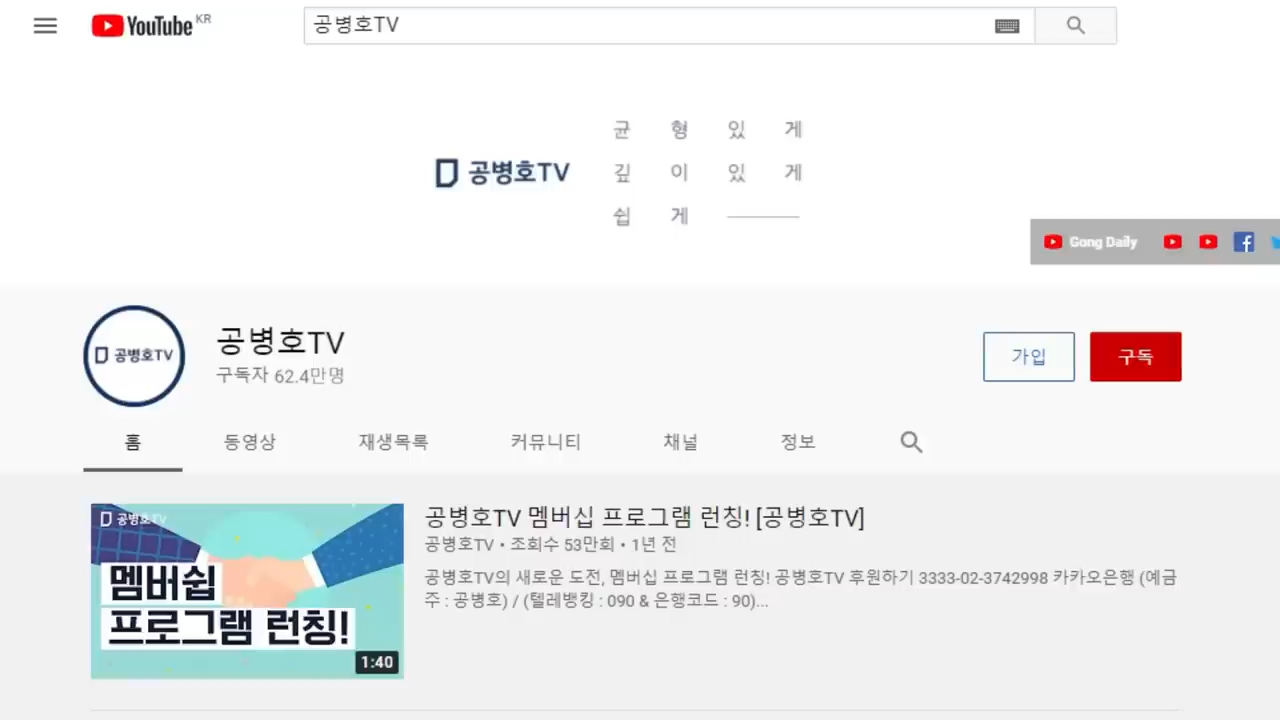 YouTube KR
공병호TV
공병호TV
균 형 있 게
깊 이 있 게
쉽 게
Gong Daily
공병호TV
공병호TV
구독자 62.4만명
가입
구독
홈
동영상
재생목록
커뮤니티
채널
정보
공병호TV
멤버쉽
프로그램 런칭!
1:40
공병호TV 멤버십 프로그램 런칭! [공병호TV]
공병호TV • 조회수 53만회 • 1년 전
공병호TV의 새로운 도전, 멤버십 프로그램 런칭! 공병호TV 후원하기 3333-02-3742998 카카오은행 (예금
주 : 공병호) / (텔레뱅킹 : 090 & 은행코드 : 90)...